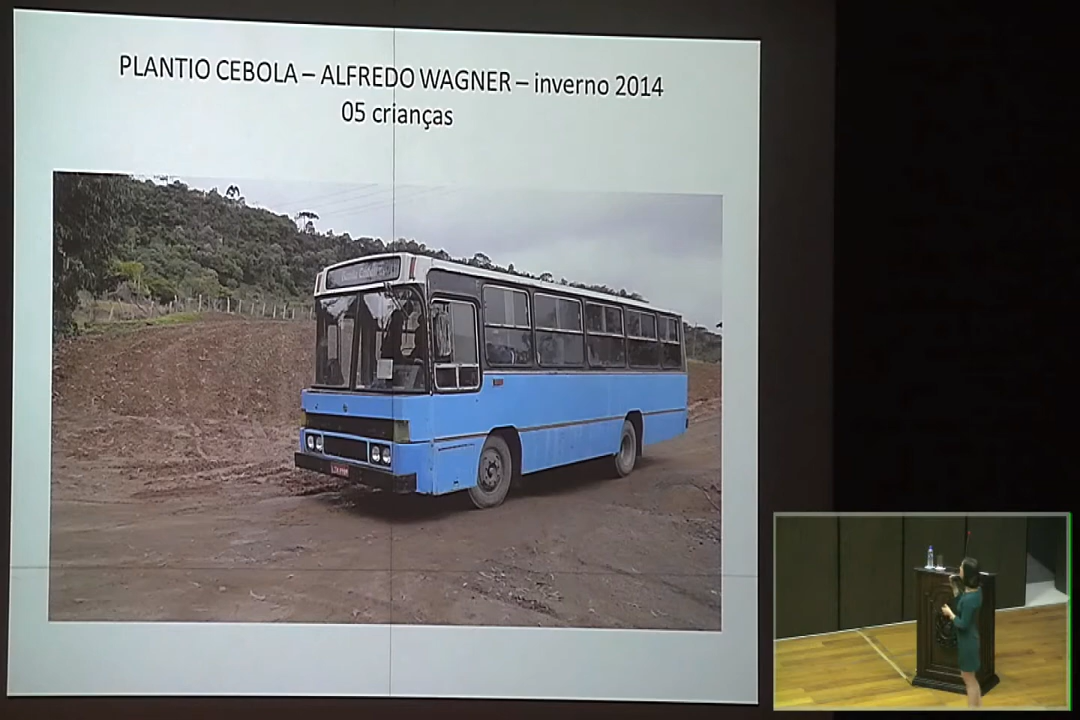 PLANTIO CEBOLA – ALFREDO WAGNER – inverno 2014
05 crianças